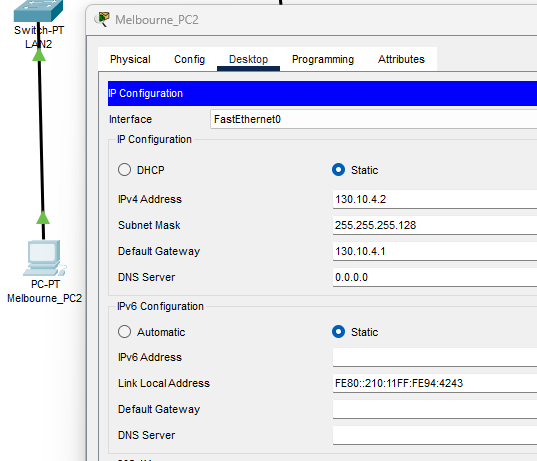 Melbourne_PC2
Switch-PT
LAN2
Physical Config Desktop Programming Attributes
IP Configuration
Interface FastEthernet0
IP Configuration
DHCP Static
IPv4 Address 130.10.4.2
Subnet Mask 255.255.255.128
Default Gateway 130.10.4.1
DNS Server 0.0.0.0
PC-PT
Melbourne_PC2
IPv6 Configuration
Automatic Static
IPv6 Address
Link Local Address FE80::210:11FF:FE94:4243
Default Gateway
DNS Server